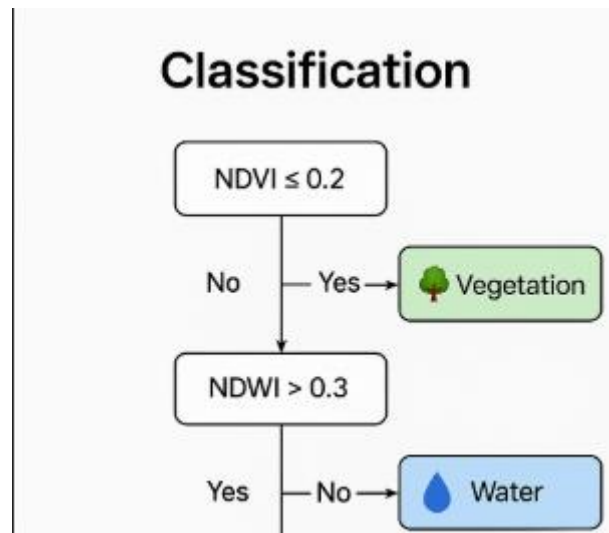 Classification
NDVI ≤ 0.2
No
Yes
Vegetation
NDWI > 0.3
Yes
No
Water